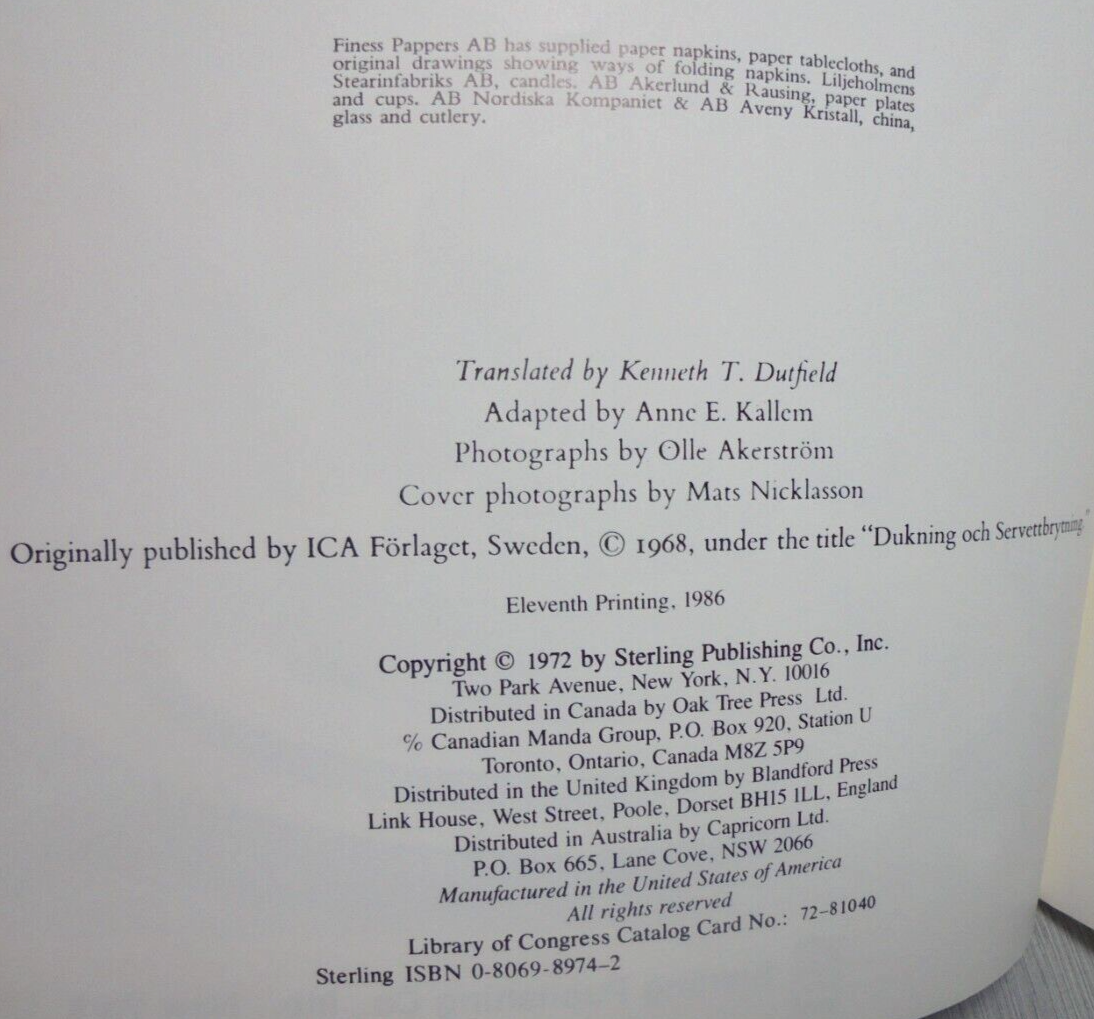 Finess Pappers AB has supplied paper napkins, paper tablecloths, and
original drawings showing ways of folding napkins. Liljeholmens
Stearinfabriks AB, candles. AB Akerlund & Rausing, paper plates
and cups. AB Nordiska Kompaniet & AB Aveny Kristall, china,
glass and cutlery.
Translated by Kenneth T. Dutfield
Adapted by Anne E. Kallem
Photographs by Olle Akerström
Cover photographs by Mats Nicklasson
Originally published by ICA Förlaget, Sweden, © 1968, under the title "Dukning och Servettbrytning"
Eleventh Printing, 1986
Copyright © 1972 by Sterling Publishing Co., Inc.
Two Park Avenue, New York, N.Y. 10016
Distributed in Canada by Oak Tree Press Ltd.
℅ Canadian Manda Group, P.O. Box 920, Station U
Toronto, Ontario, Canada M8Z 5P9
Distributed in the United Kingdom by Blandford Press
Link House, West Street, Poole, Dorset BH15 1LL, England
Distributed in Australia by Capricorn Ltd.
P.O. Box 665, Lane Cove, NSW 2066
Manufactured in the United States of America
All rights reserved
Library of Congress Catalog Card No.: 72-81040
Sterling ISBN 0-8069-8974-2